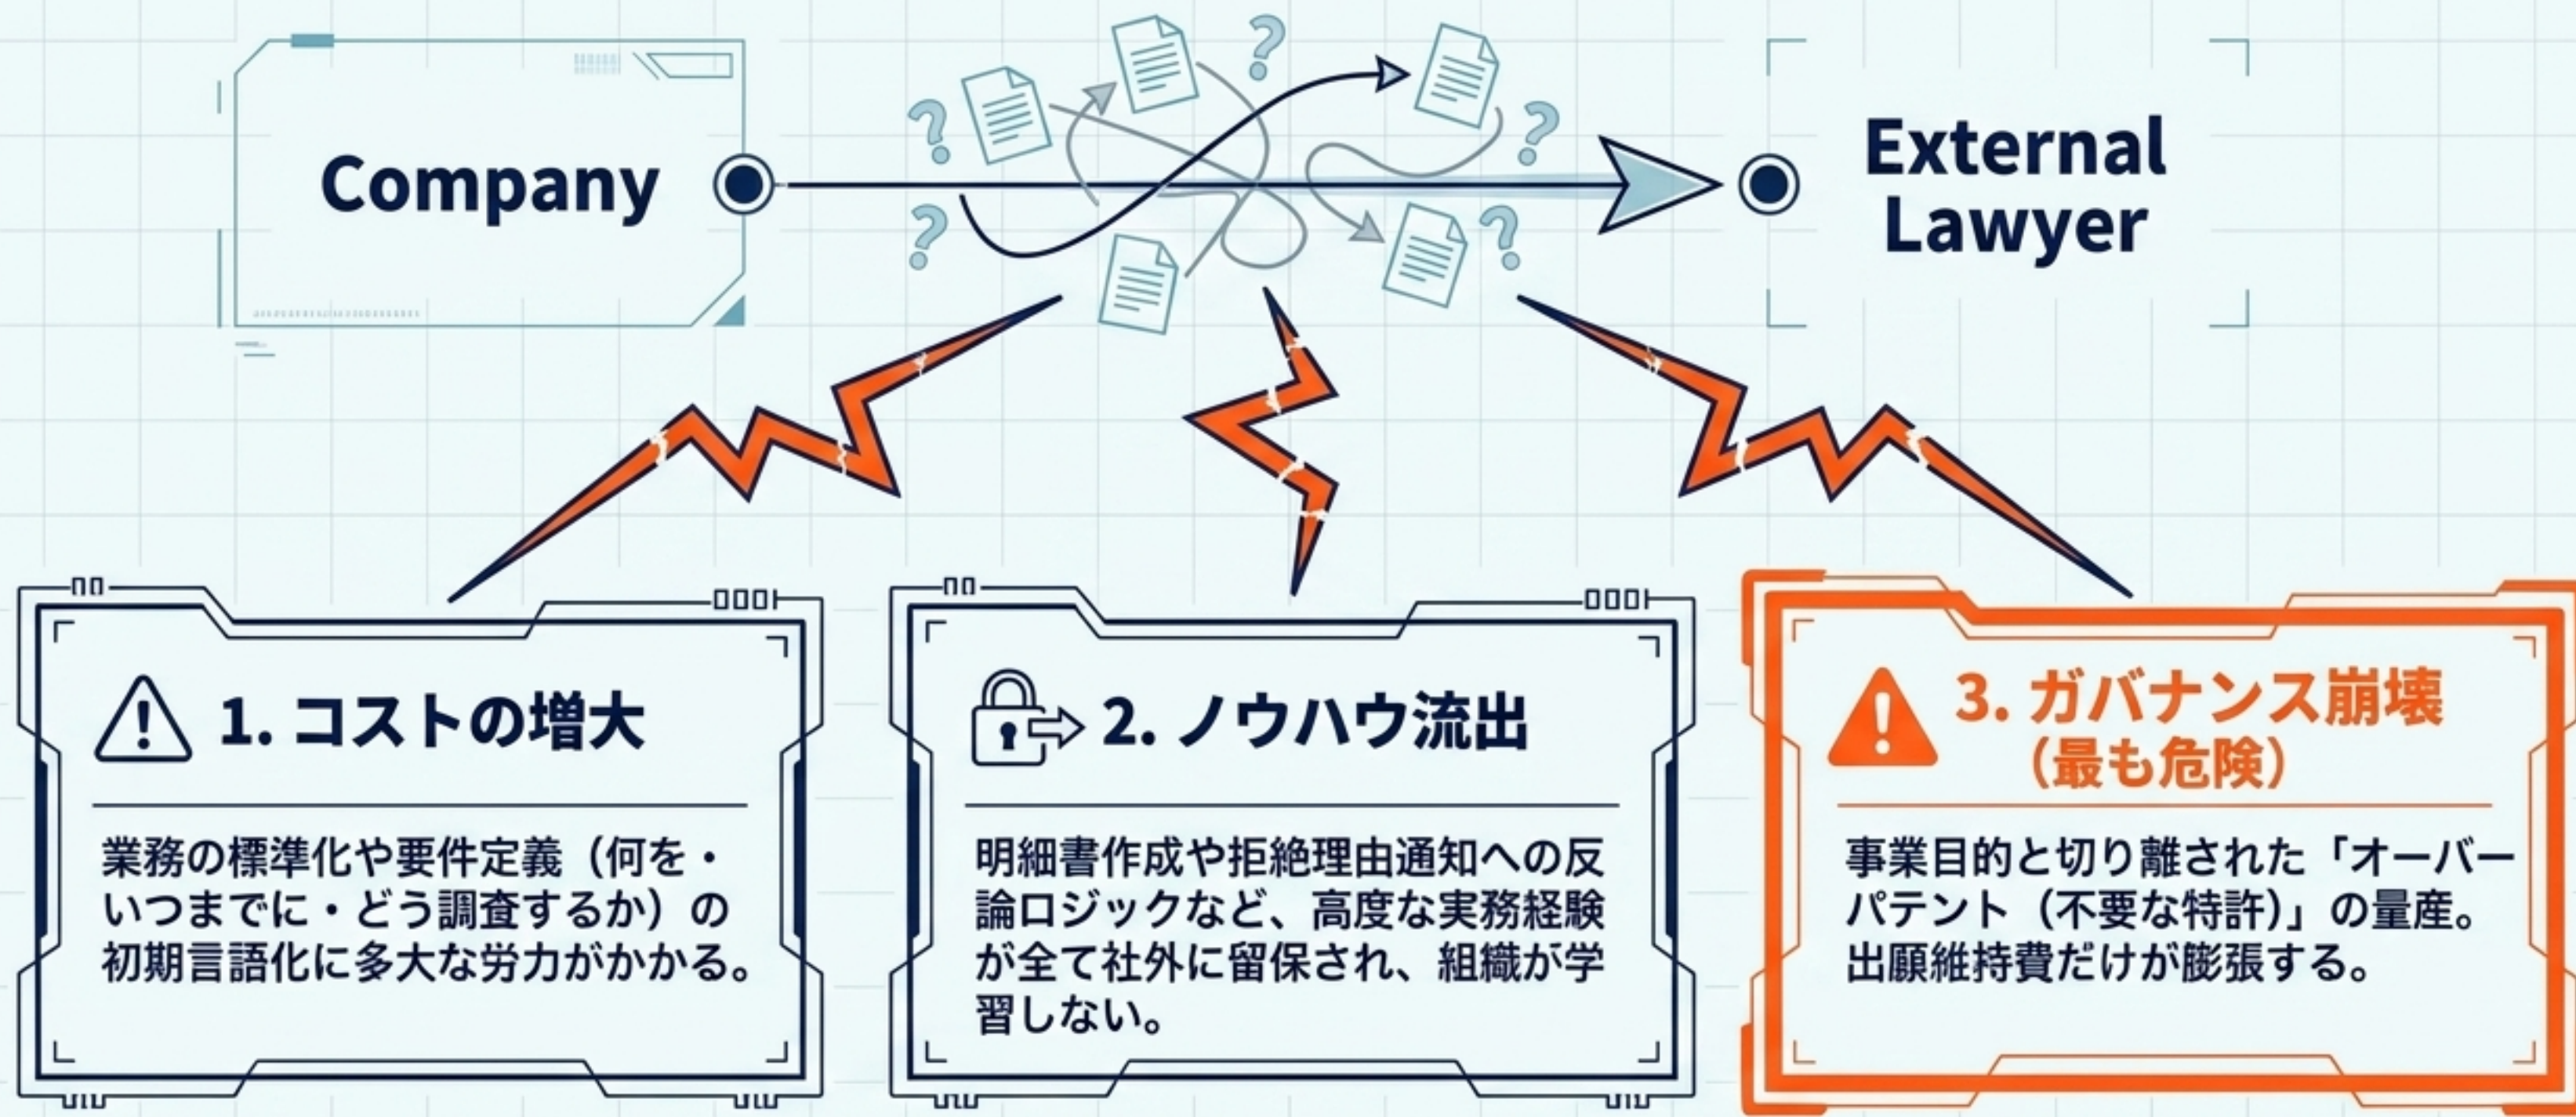 Company
External
Lawyer
1. コストの増大
業務の標準化や要件定義（何を・
いつまでに・どう調査するか）の
初期言語化に多大な労力がかかる。
2. ノウハウ流出
明細書作成や拒絶理由通知への反
論ロジックなど、高度な実務経験
が全て社外に留保され、組織が学
習しない。
3. ガバナンス崩壊
（最も危険）
事業目的と切り離された「オーバー
パテント（不要な特許）」の量産。
出願維持費だけが膨張する。